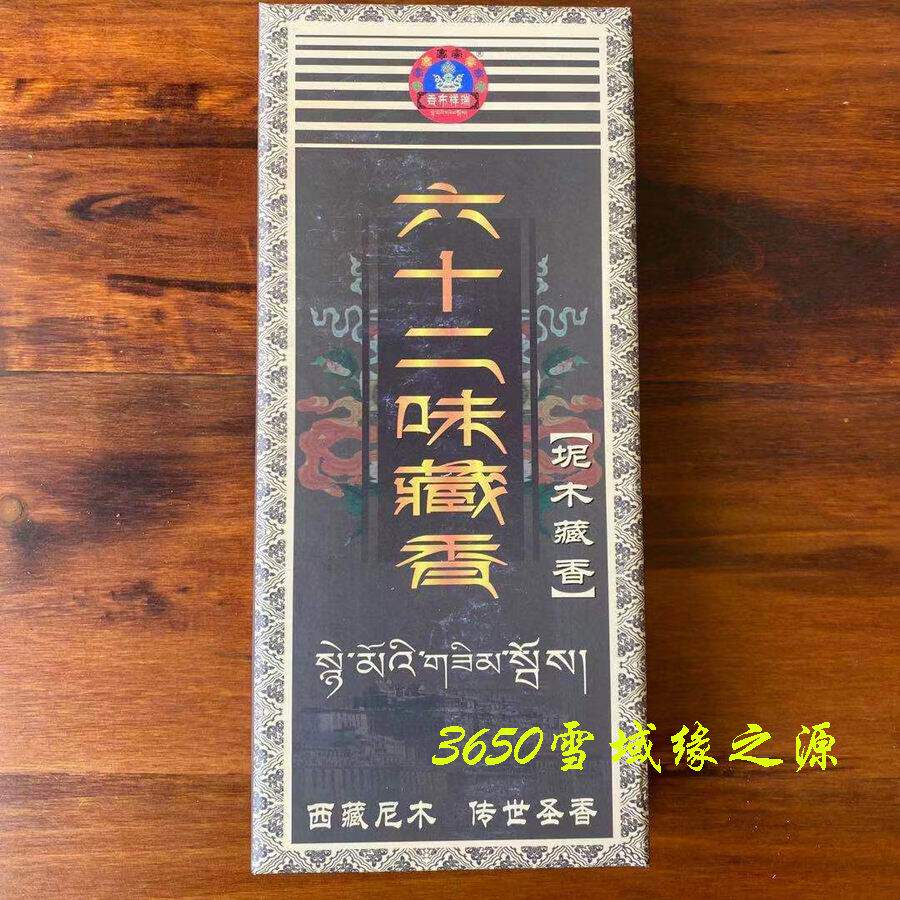 六十二味藏香
【坭木藏香】
སྙེ་མོའི་གཟིམ་སྤོས།
3650雪域缘之源
西藏尼木 传世圣香